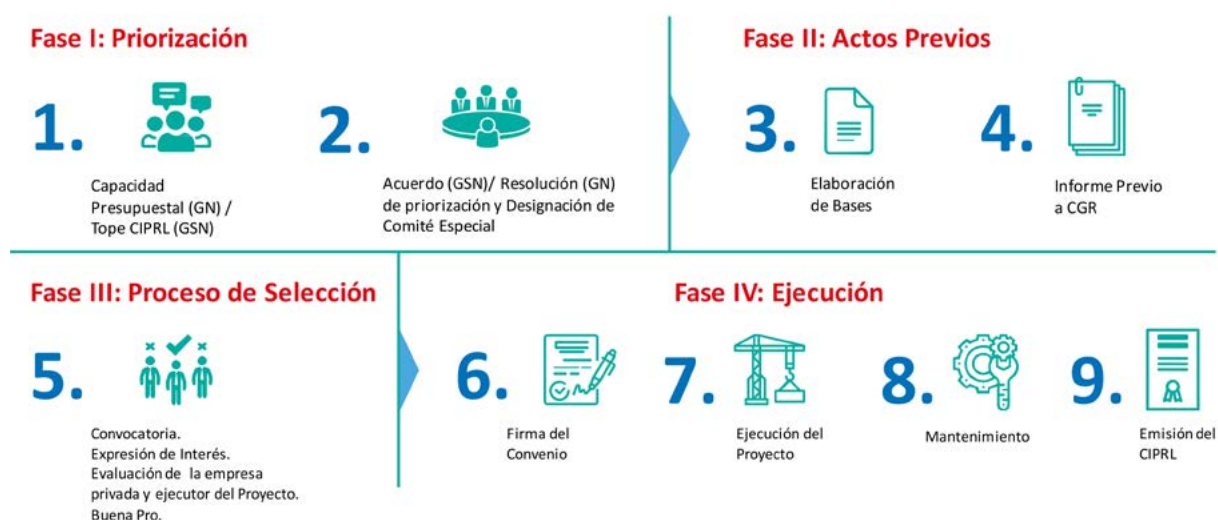 Fase I: Priorización
1.
Capacidad
Presupuestal (GN) /
Tope CIPRL (GSN)
2.
Acuerdo (GSN)/ Resolución (GN)
de priorización y Designación de
Comité Especial
Fase II: Actos Previos
3.
Elaboración
de Bases
4.
Informe Previo
a CGR
Fase III: Proceso de Selección
5.
Convocatoria.
Expresión de Interés.
Evaluación de la empresa
privada y ejecutor del Proyecto.
Buena Pro.
Fase IV: Ejecución
6.
Firma del
Convenio
7.
Ejecución del
Proyecto
8.
Mantenimiento
9.
Emisión del
CIPRL